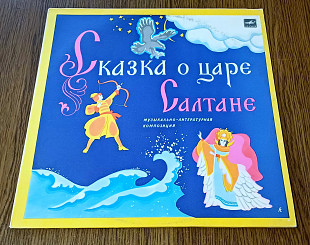 Сказка о царе
Салтане
музыкально-литературная
композиция